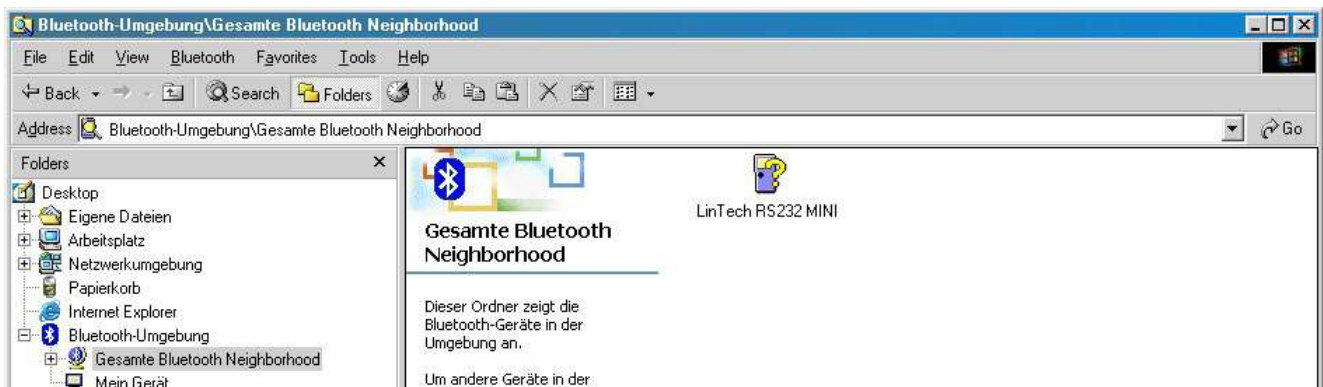 Bluetooth-Umgebung\Gesamte Bluetooth Neighborhood
File Edit View Bluetooth Favorites Tools Help
Back Search Folders
Address Bluetooth-Umgebung\Gesamte Bluetooth Neighborhood Go
Folders
Desktop
Eigene Dateien
Arbeitsplatz
Netzwerkumgebung
Papierkorb
Internet Explorer
Bluetooth-Umgebung
Gesamte Bluetooth Neighborhood
Mein Gerät
Gesamte Bluetooth
Neighborhood
Dieser Ordner zeigt die
Bluetooth-Geräte in der
Umgebung an.
Um andere Geräte in der
LinTech RS232 MINI